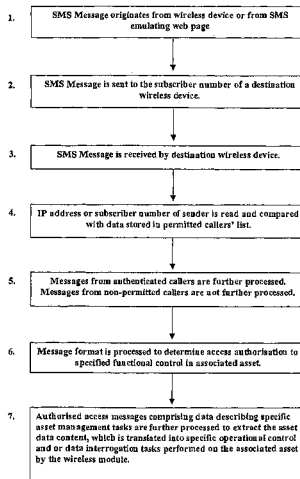 1.
SMS Message originates from wireless device or from SMS
emulating web page
2.
SMS Message is sent to the subscriber number of a destination
wireless device.
3.
SMS Message is received by destination wireless device.
4.
IP address or subscriber number of sender is read and compared
with data stored in permitted callers' list.
5.
Messages from authenticated callers are further processed.
Messages from non-permitted callers are not further processed.
6.
Message format is processed to determine access authorisation to
specified functional control in associated asset.
7.
Authorised access messages comprising data describing specific
asset management tasks are further processed to extract the asset
data content, which is translated into specific operational control
and or data interrogation tasks performed on the associated asset
by the wireless module.